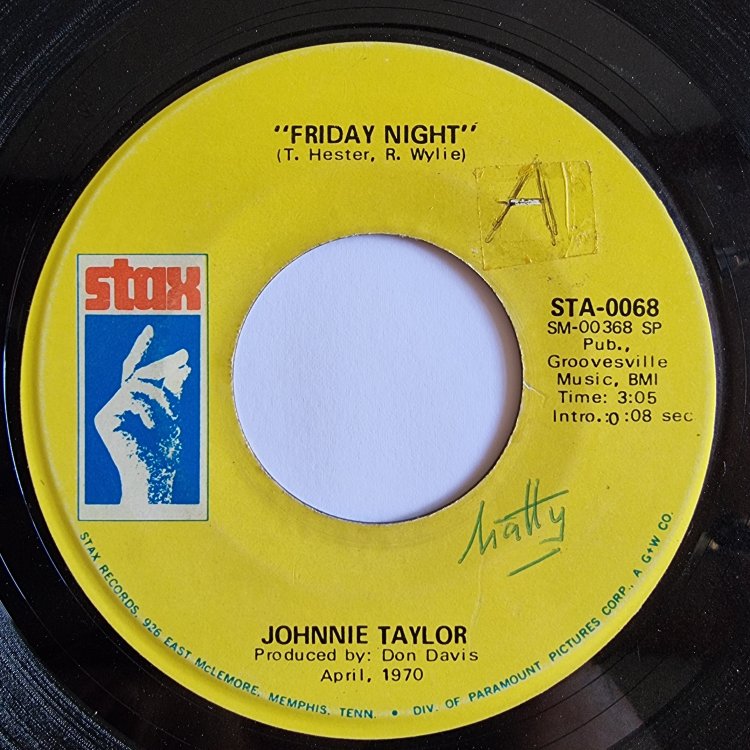 "FRIDAY NIGHT"
(T. Hester, R. Wylie)
A
stax
STA-0068
SM-00368 SP
Pub.,
Groovesville
Music, BMI
Time: 3:05
Intro.:0:08 sec
JOHNNIE TAYLOR
Produced by: Don Davis
April, 1970
STAX RECORDS, 926 EAST McLEMORE, MEMPHIS, TENN. • DIV. OF PARAMOUNT PICTURES CORP., A G+W CO.